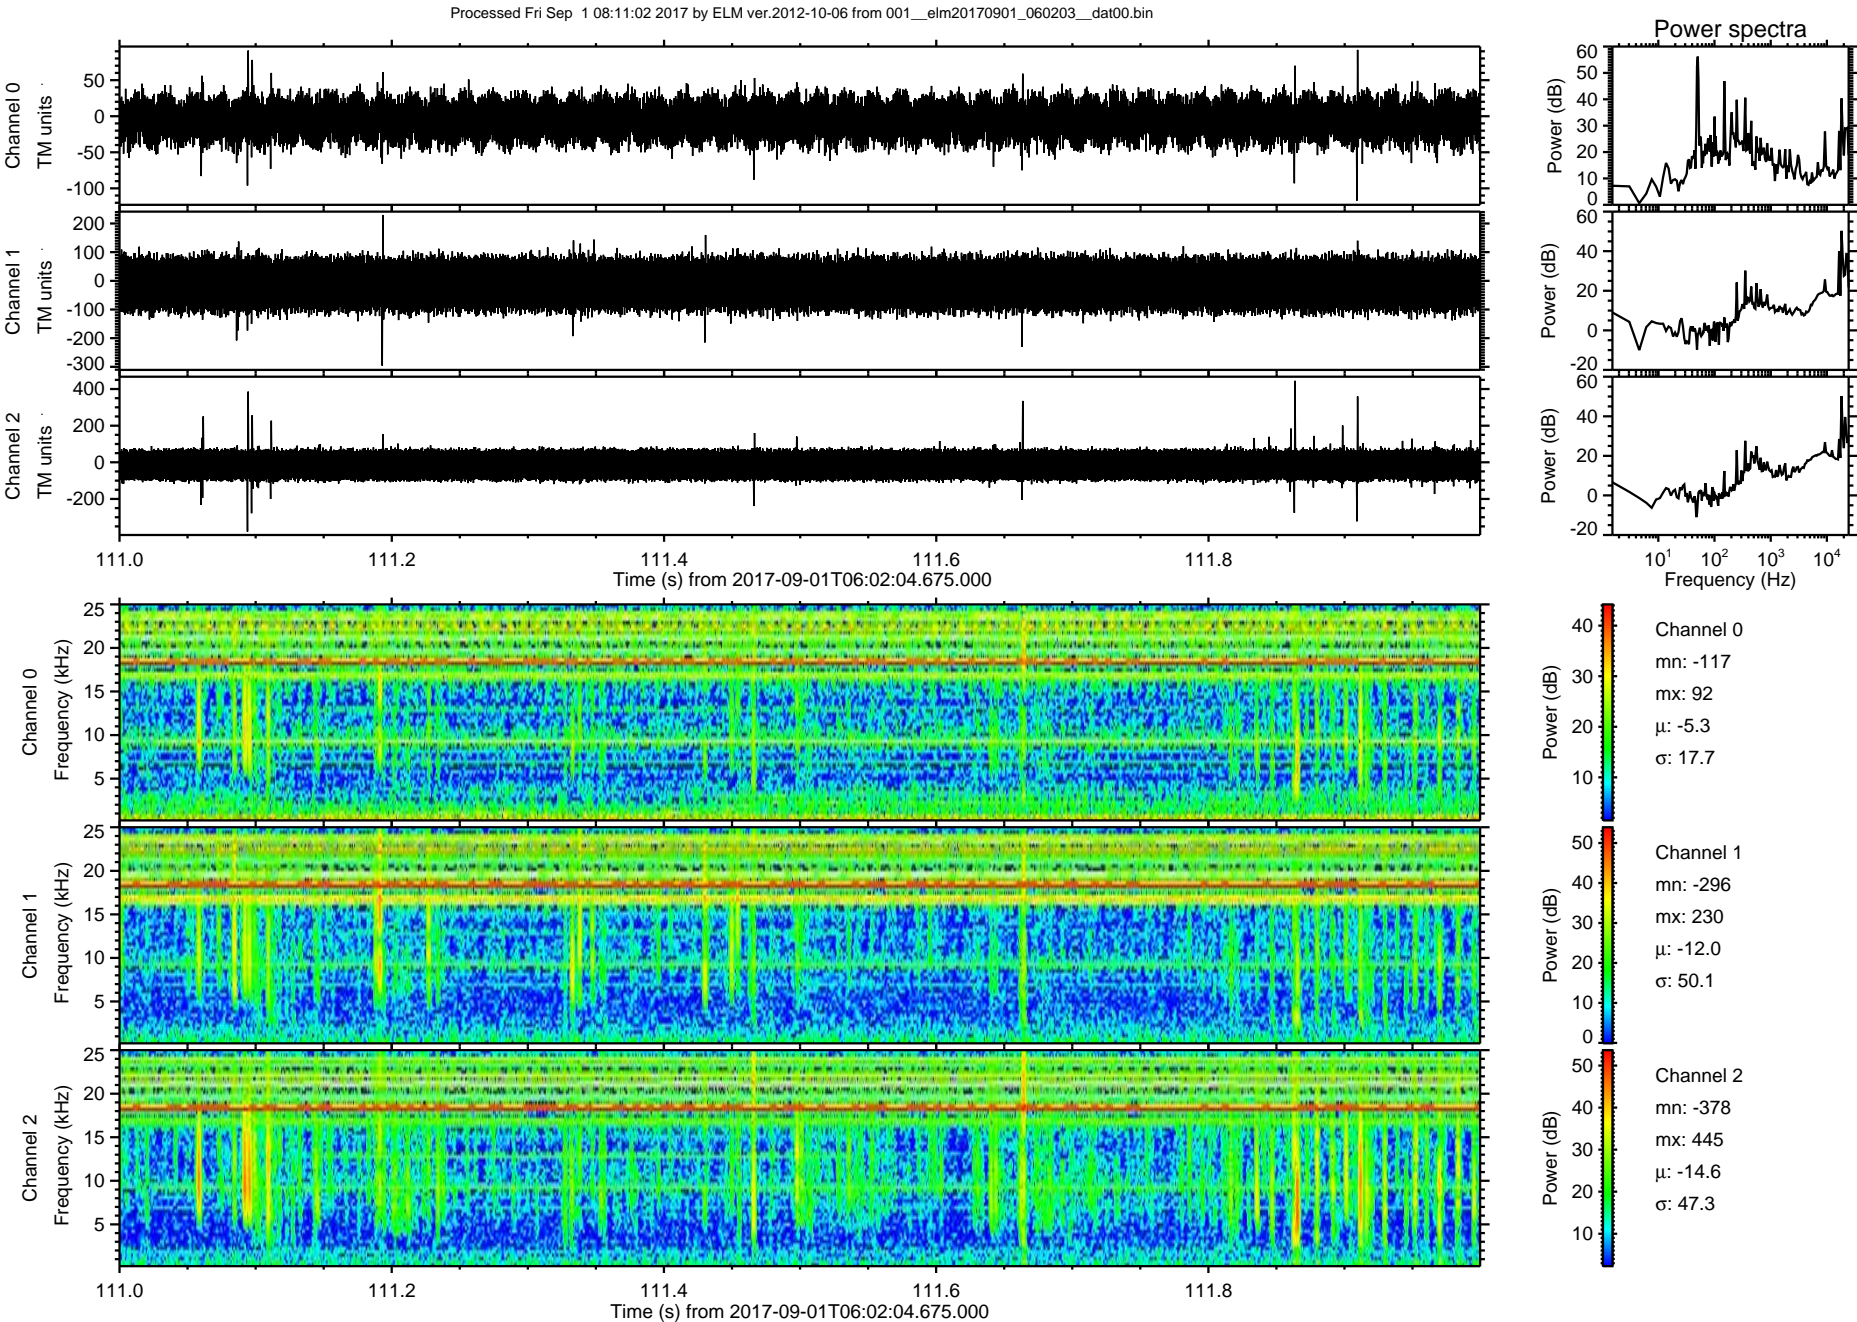 Processed Fri Sep  1 08:11:02 2017 by ELM ver.2012-10-06 from 001__elm20170901_060203__dat00.bin
Power spectra
Channel 0
TM units
50
0
-50
-100
Power (dB)
60
50
40
30
20
10
0
Channel 1
TM units
200
100
0
-100
-200
-300
Power (dB)
60
40
20
0
-20
Channel 2
TM units
400
200
0
-200
Power (dB)
60
40
20
0
-20
111.0 111.2 111.4 111.6 111.8
Time (s) from 2017-09-01T06:02:04.675.000
10^1 10^2 10^3 10^4
Frequency (Hz)
Channel 0
Frequency (kHz)
25
20
15
10
5
Power (dB)
40
30
20
10
Channel 0
mn: -117
mx: 92
µ: -5.3
σ: 17.7
Channel 1
Frequency (kHz)
25
20
15
10
5
Power (dB)
50
40
30
20
10
0
Channel 1
mn: -296
mx: 230
µ: -12.0
σ: 50.1
Channel 2
Frequency (kHz)
25
20
15
10
5
Power (dB)
50
40
30
20
10
Channel 2
mn: -378
mx: 445
µ: -14.6
σ: 47.3
111.0 111.2 111.4 111.6 111.8
Time (s) from 2017-09-01T06:02:04.675.000